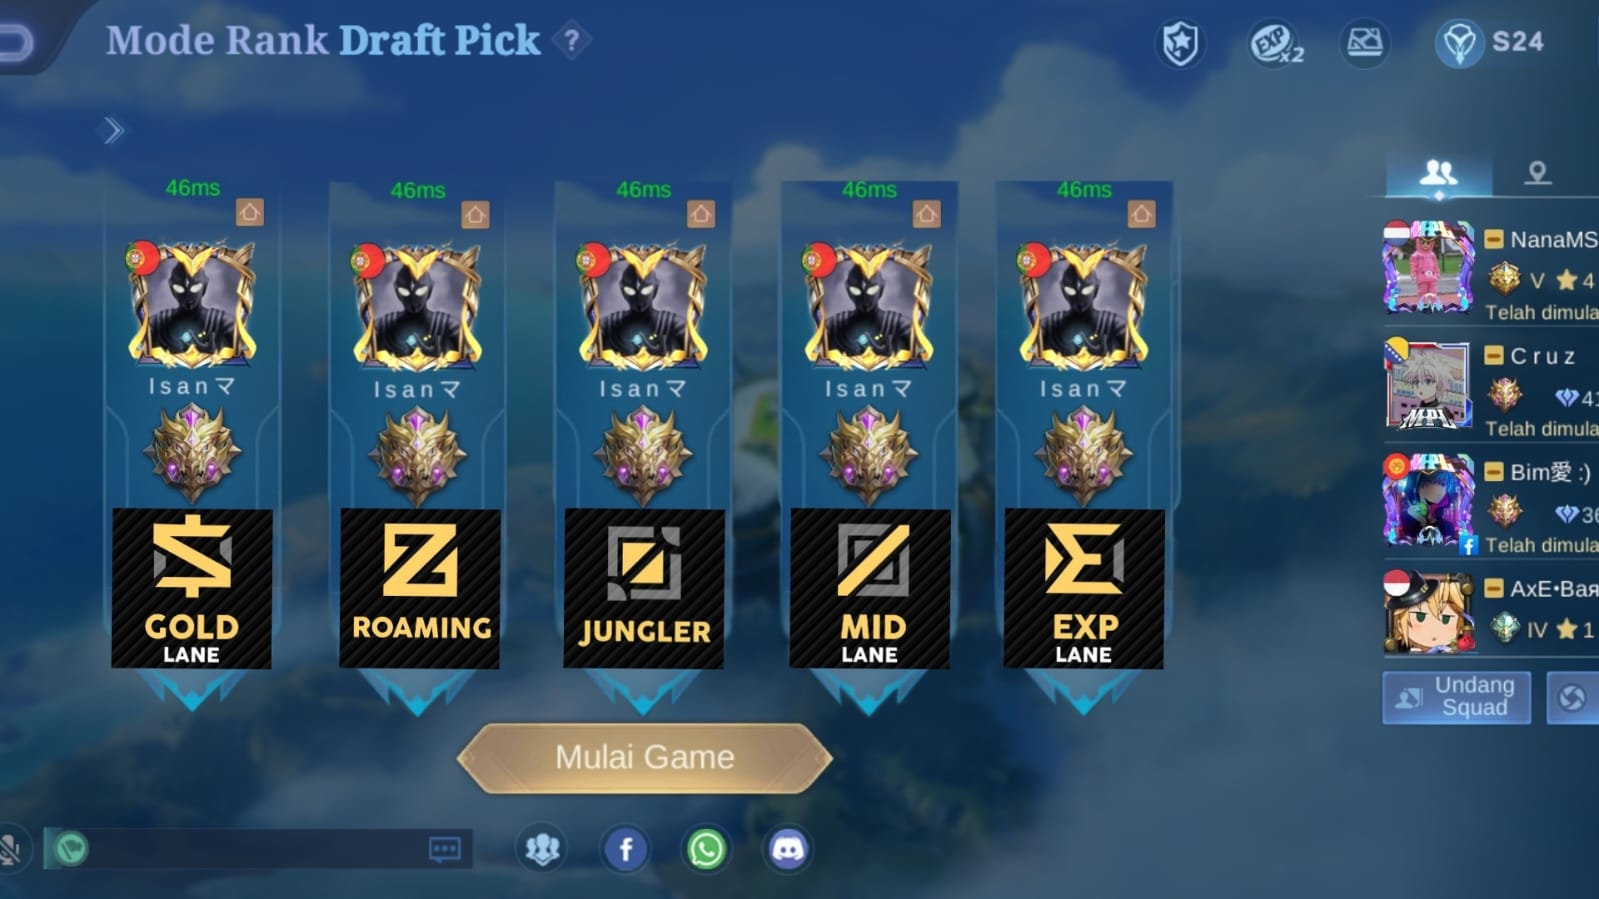 Mode Rank Draft Pick ?
EXP x2
S24
46ms 46ms 46ms 46ms 46ms
Isanマ Isanマ Isanマ Isanマ Isanマ
GOLD LANE
ROAMING
JUNGLER
MID LANE
EXP LANE
Mulai Game
NanaMS
V 4
Telah dimula
Cruz
41
Telah dimula
Bim愛 :)
36
Telah dimula
AxE•Baя
IV 1
Undang
Squad